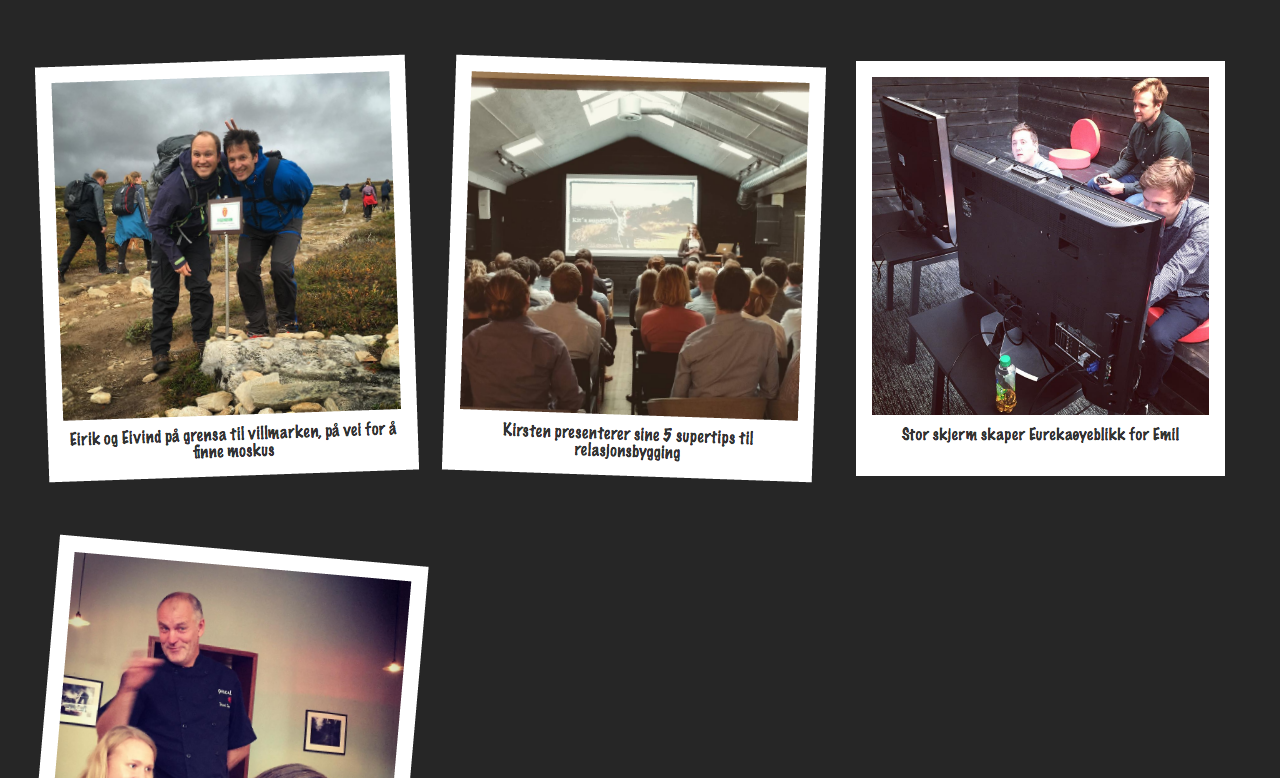 Eirik og Eivind på grensa til villmarken, på vei for å
finne moskus
Kirsten presenterer sine 5 supertips til
relasjonsbygging
Stor skjerm skaper Eurekaøyeblikk for Emil